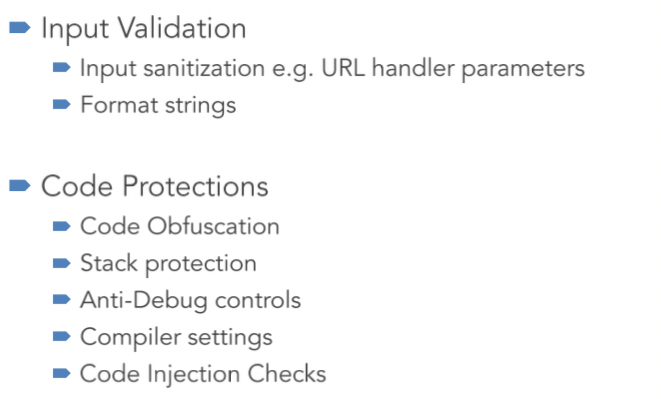 Input Validation
Input sanitization e.g. URL handler parameters
Format strings
Code Protections
Code Obfuscation
Stack protection
Anti-Debug controls
Compiler settings
Code Injection Checks